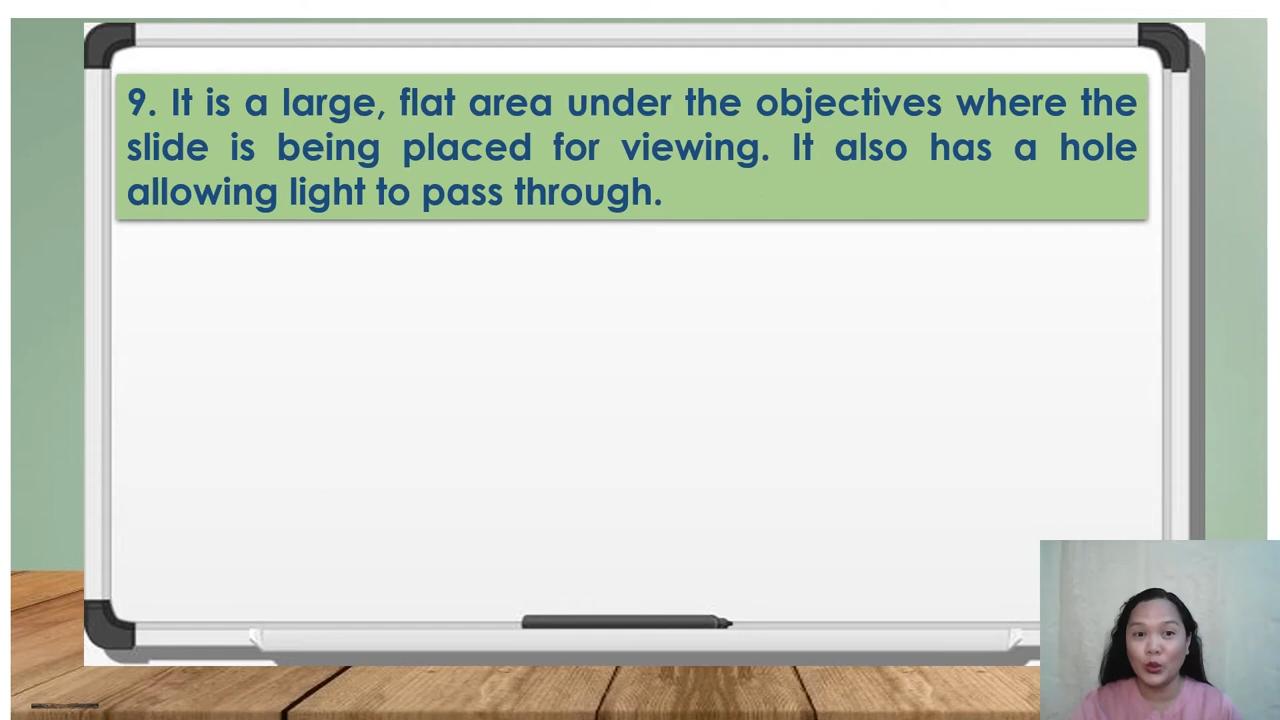 9. It is a large, flat area under the objectives where the
slide is being placed for viewing. It also has a hole
allowing light to pass through.